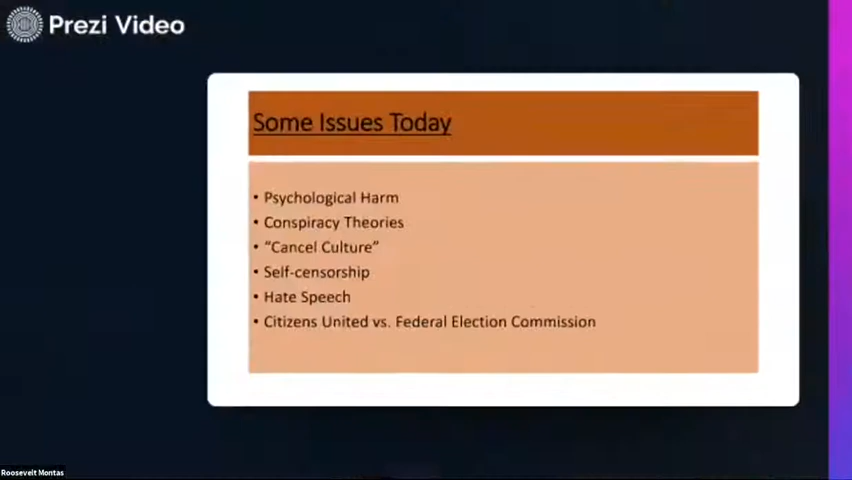 Prezi Video
Some Issues Today
• Psychological Harm
• Conspiracy Theories
• “Cancel Culture”
• Self-censorship
• Hate Speech
• Citizens United vs. Federal Election Commission
Roosevelt Montas